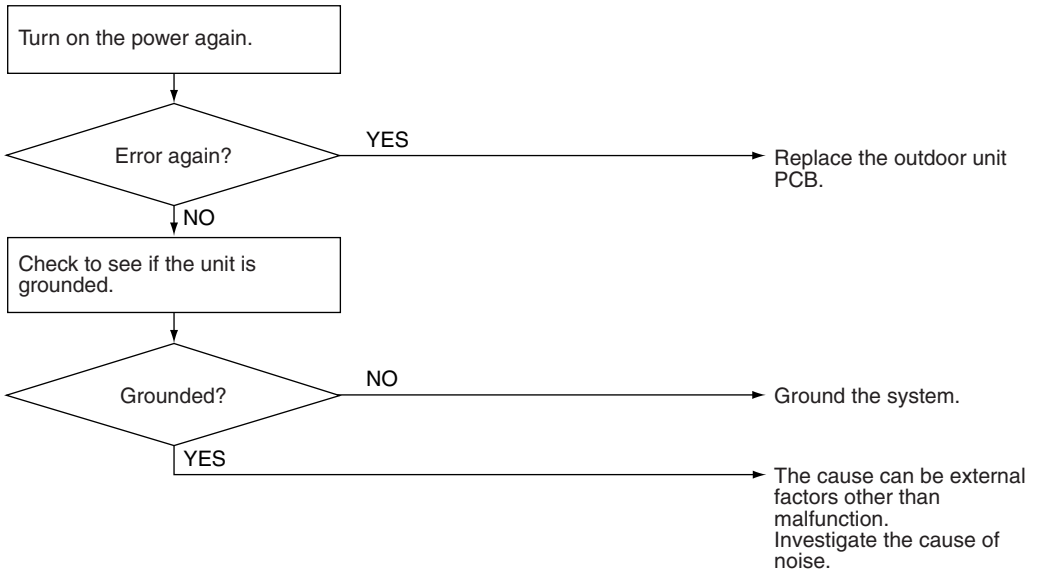 Turn on the power again.
Error again?
YES
Replace the outdoor unit
PCB.
NO
Check to see if the unit is
grounded.
Grounded?
NO
Ground the system.
YES
The cause can be external
factors other than
malfunction.
Investigate the cause of
noise.